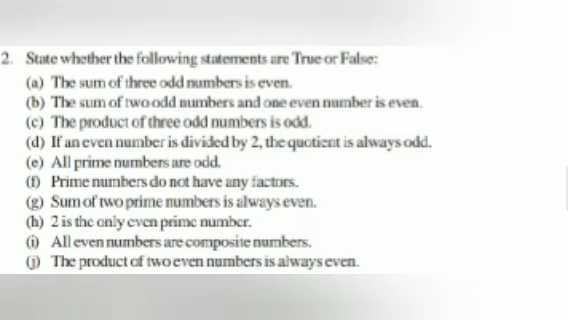 2. State whether the following statements are True or False:
(a) The sum of three odd numbers is even.
(b) The sum of two odd numbers and one even number is even.
(c) The product of three odd numbers is odd.
(d) If an even number is divided by 2, the quotient is always odd.
(e) All prime numbers are odd.
(f) Prime numbers do not have any factors.
(g) Sum of two prime numbers is always even.
(h) 2 is the only even prime number.
(i) All even numbers are composite numbers.
(j) The product of two even numbers is always even.